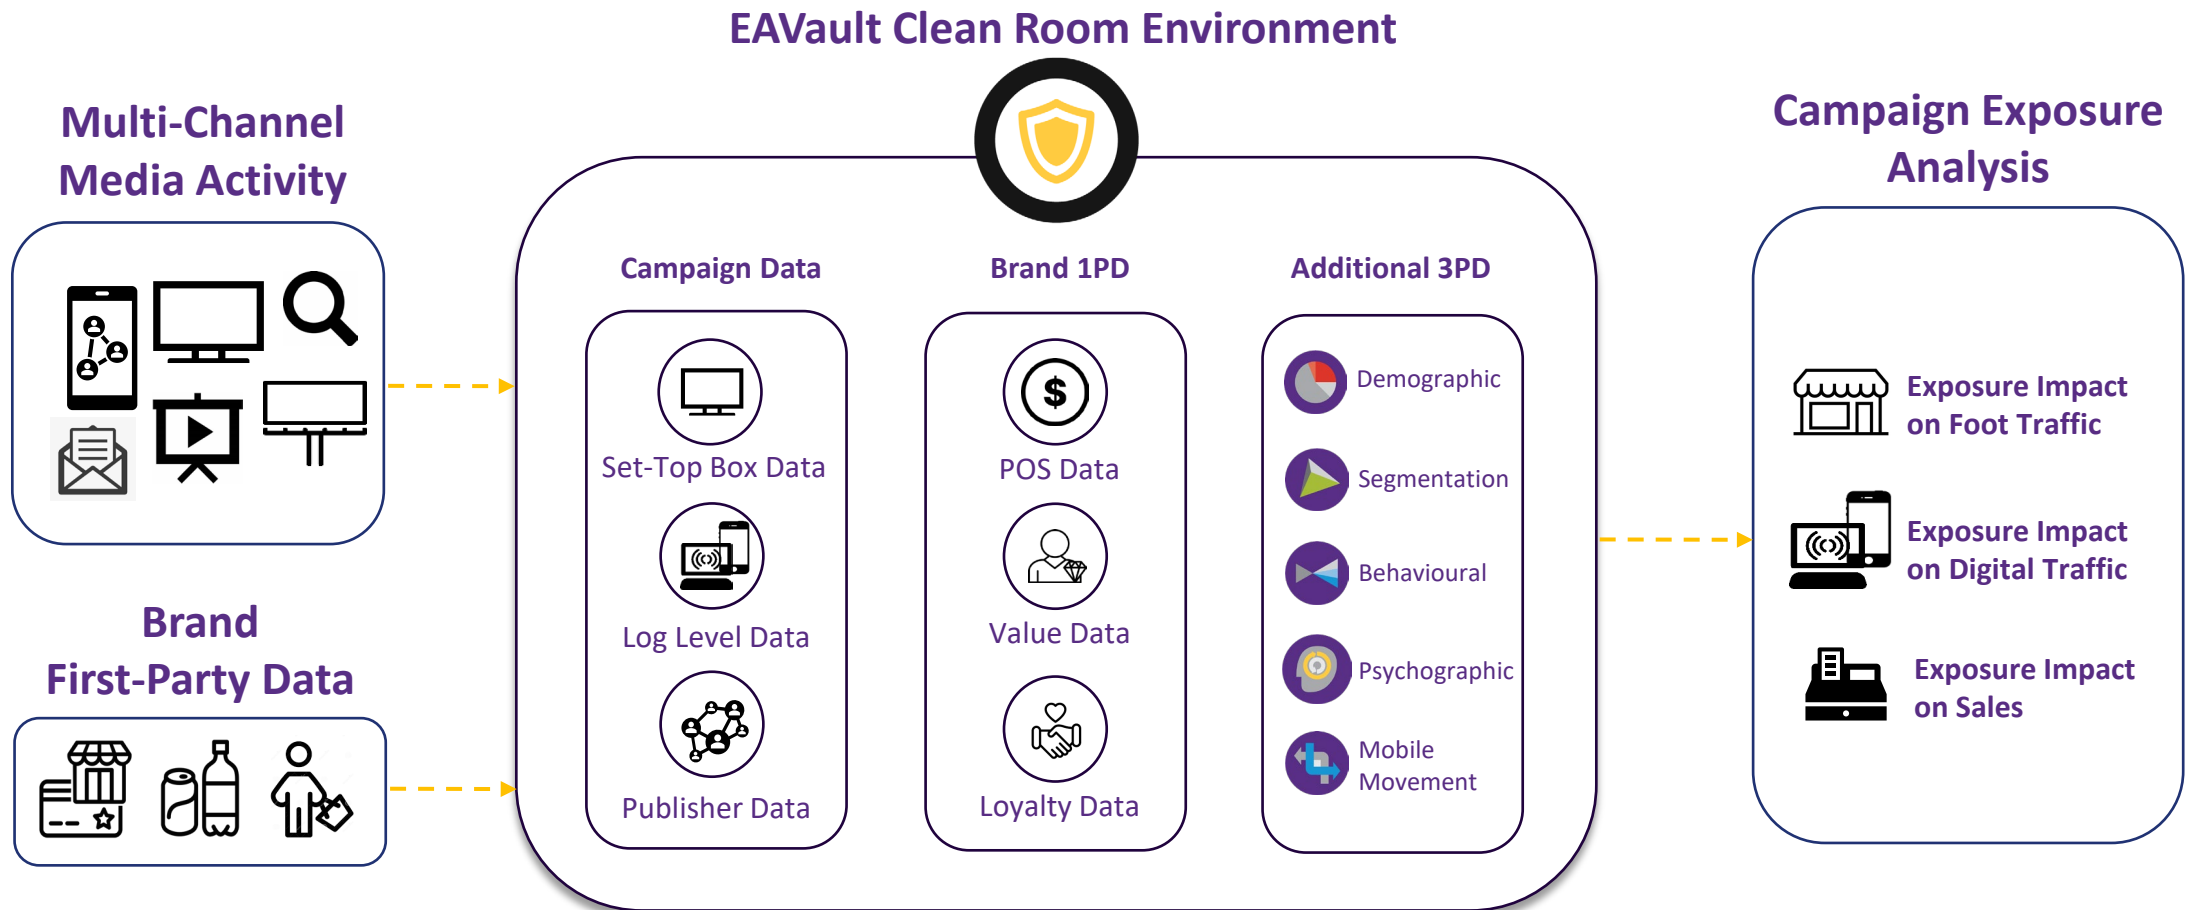 EAVault Clean Room Environment
Multi-Channel
Media Activity
Brand
First-Party Data
Campaign Data
Set-Top Box Data
Log Level Data
Publisher Data
Brand 1PD
$
POS Data
Value Data
Loyalty Data
Additional 3PD
Demographic
Segmentation
Behavioural
Psychographic
Mobile
Movement
Campaign Exposure
Analysis
Exposure Impact
on Foot Traffic
Exposure Impact
on Digital Traffic
Exposure Impact
on Sales